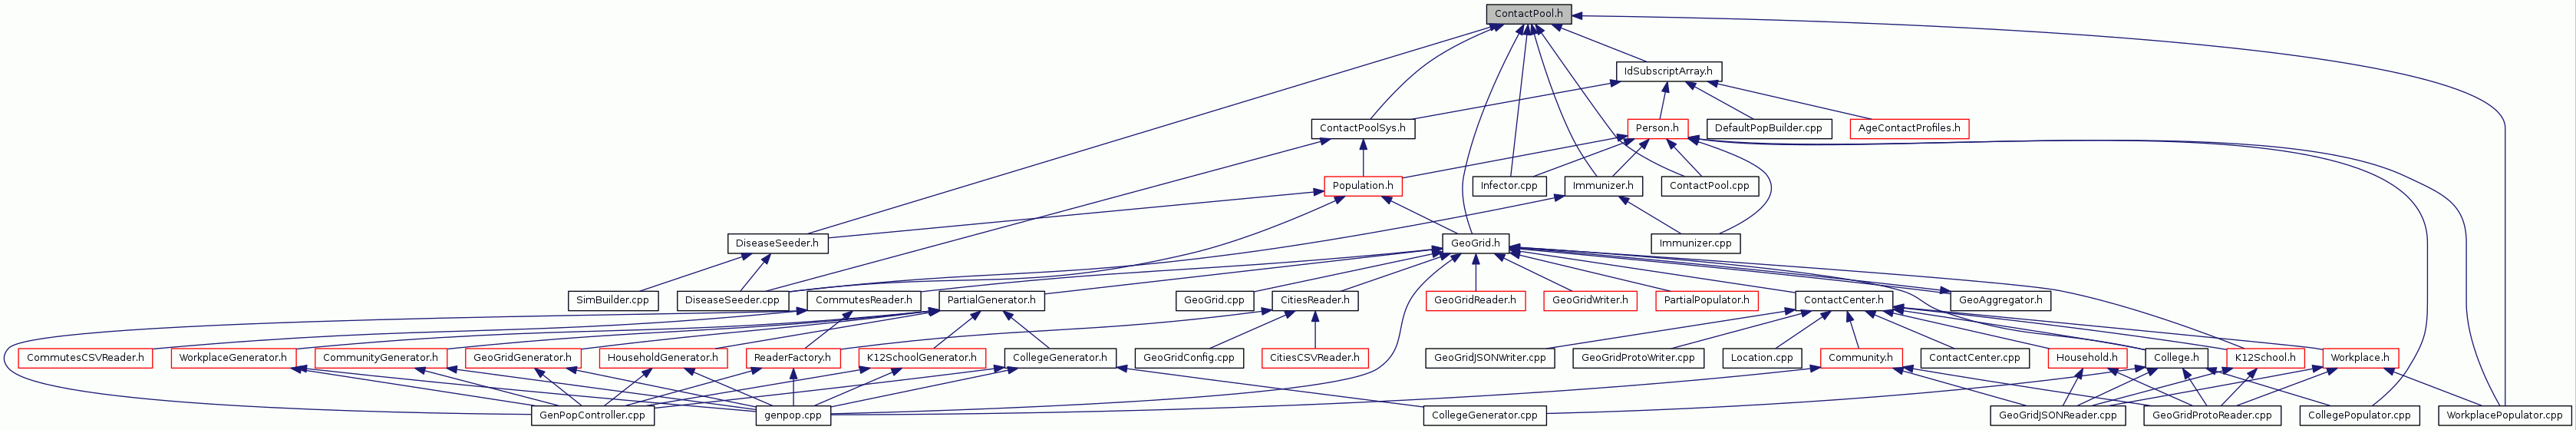 ContactPool.h
IdSubscriptArray.h
ContactPoolSys.h
Person.h
DefaultPopBuilder.cpp
AgeContactProfiles.h
Population.h
Infector.cpp
Immunizer.h
ContactPool.cpp
DiseaseSeeder.h
GeoGrid.h
Immunizer.cpp
SimBuilder.cpp
DiseaseSeeder.cpp
CommutesReader.h
PartialGenerator.h
GeoGrid.cpp
CitiesReader.h
GeoGridReader.h
GeoGridWriter.h
PartialPopulator.h
ContactCenter.h
GeoAggregator.h
CommutesCSVReader.h
WorkplaceGenerator.h
CommunityGenerator.h
GeoGridGenerator.h
HouseholdGenerator.h
ReaderFactory.h
K12SchoolGenerator.h
CollegeGenerator.h
GeoGridConfig.cpp
CitiesCSVReader.h
GeoGridJSONWriter.cpp
GeoGridProtoWriter.cpp
Location.cpp
Community.h
ContactCenter.cpp
Household.h
College.h
K12School.h
Workplace.h
GenPopController.cpp
genpop.cpp
CollegeGenerator.cpp
GeoGridJSONReader.cpp
GeoGridProtoReader.cpp
CollegePopulator.cpp
WorkplacePopulator.cpp